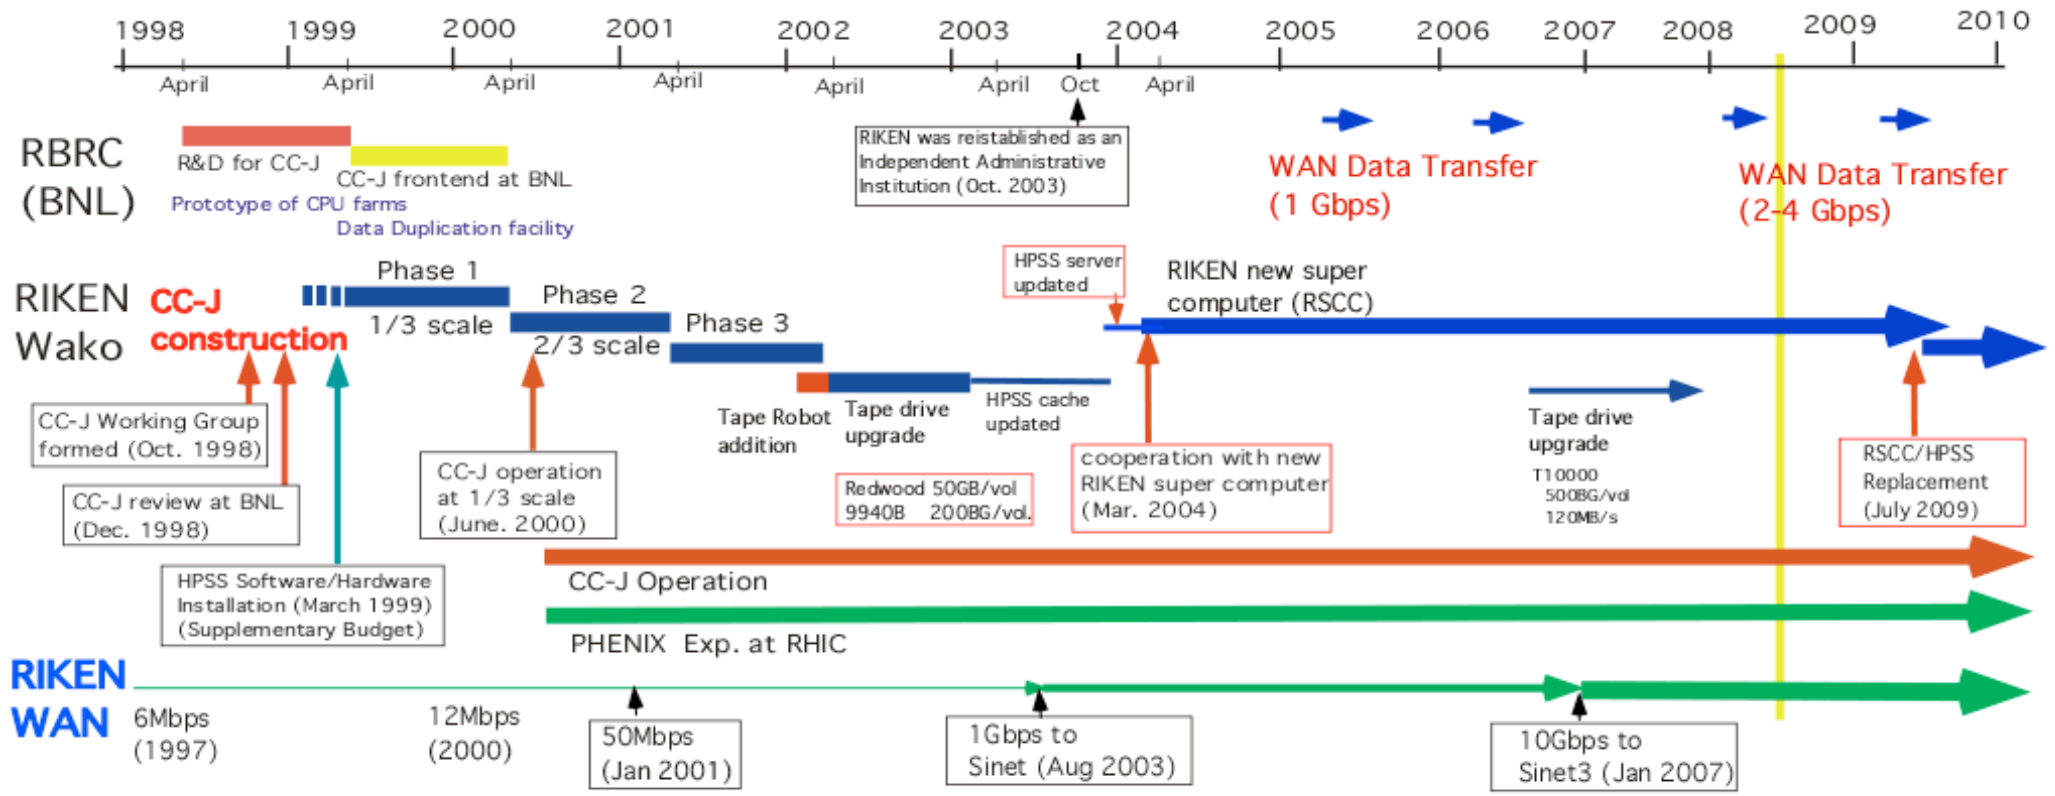 1998 1999 2000 2001 2002 2003 2004 2005 2006 2007 2008 2009 2010
April April April April April April Oct April
RBRC
(BNL)
R&D for CC-J
CC-J frontend at BNL
Prototype of CPU farms
Data Duplication facility
RIKEN was reistablished as an
Independent Administrative
Institution (Oct. 2003)
WAN Data Transfer
(1 Gbps)
WAN Data Transfer
(2-4 Gbps)
RIKEN
Wako
CC-J
construction
Phase 1
1/3 scale
Phase 2
2/3 scale
Phase 3
HPSS server
updated
RIKEN new super
computer (RSCC)
Tape Robot
addition
Tape drive
upgrade
HPSS cache
updated
Tape drive
upgrade
T10000
500BG/vol
120MB/s
CC-J Working Group
formed (Oct. 1998)
CC-J review at BNL
(Dec. 1998)
HPSS Software/Hardware
Installation (March 1999)
(Supplementary Budget)
CC-J operation
at 1/3 scale
(June. 2000)
Redwood 50GB/vol
9940B 200BG/vol.
cooperation with new
RIKEN super computer
(Mar. 2004)
RSCC/HPSS
Replacement
(July 2009)
CC-J Operation
PHENIX Exp. at RHIC
RIKEN
WAN
6Mbps
(1997)
12Mbps
(2000)
50Mbps
(Jan 2001)
1Gbps to
Sinet (Aug 2003)
10Gbps to
Sinet3 (Jan 2007)